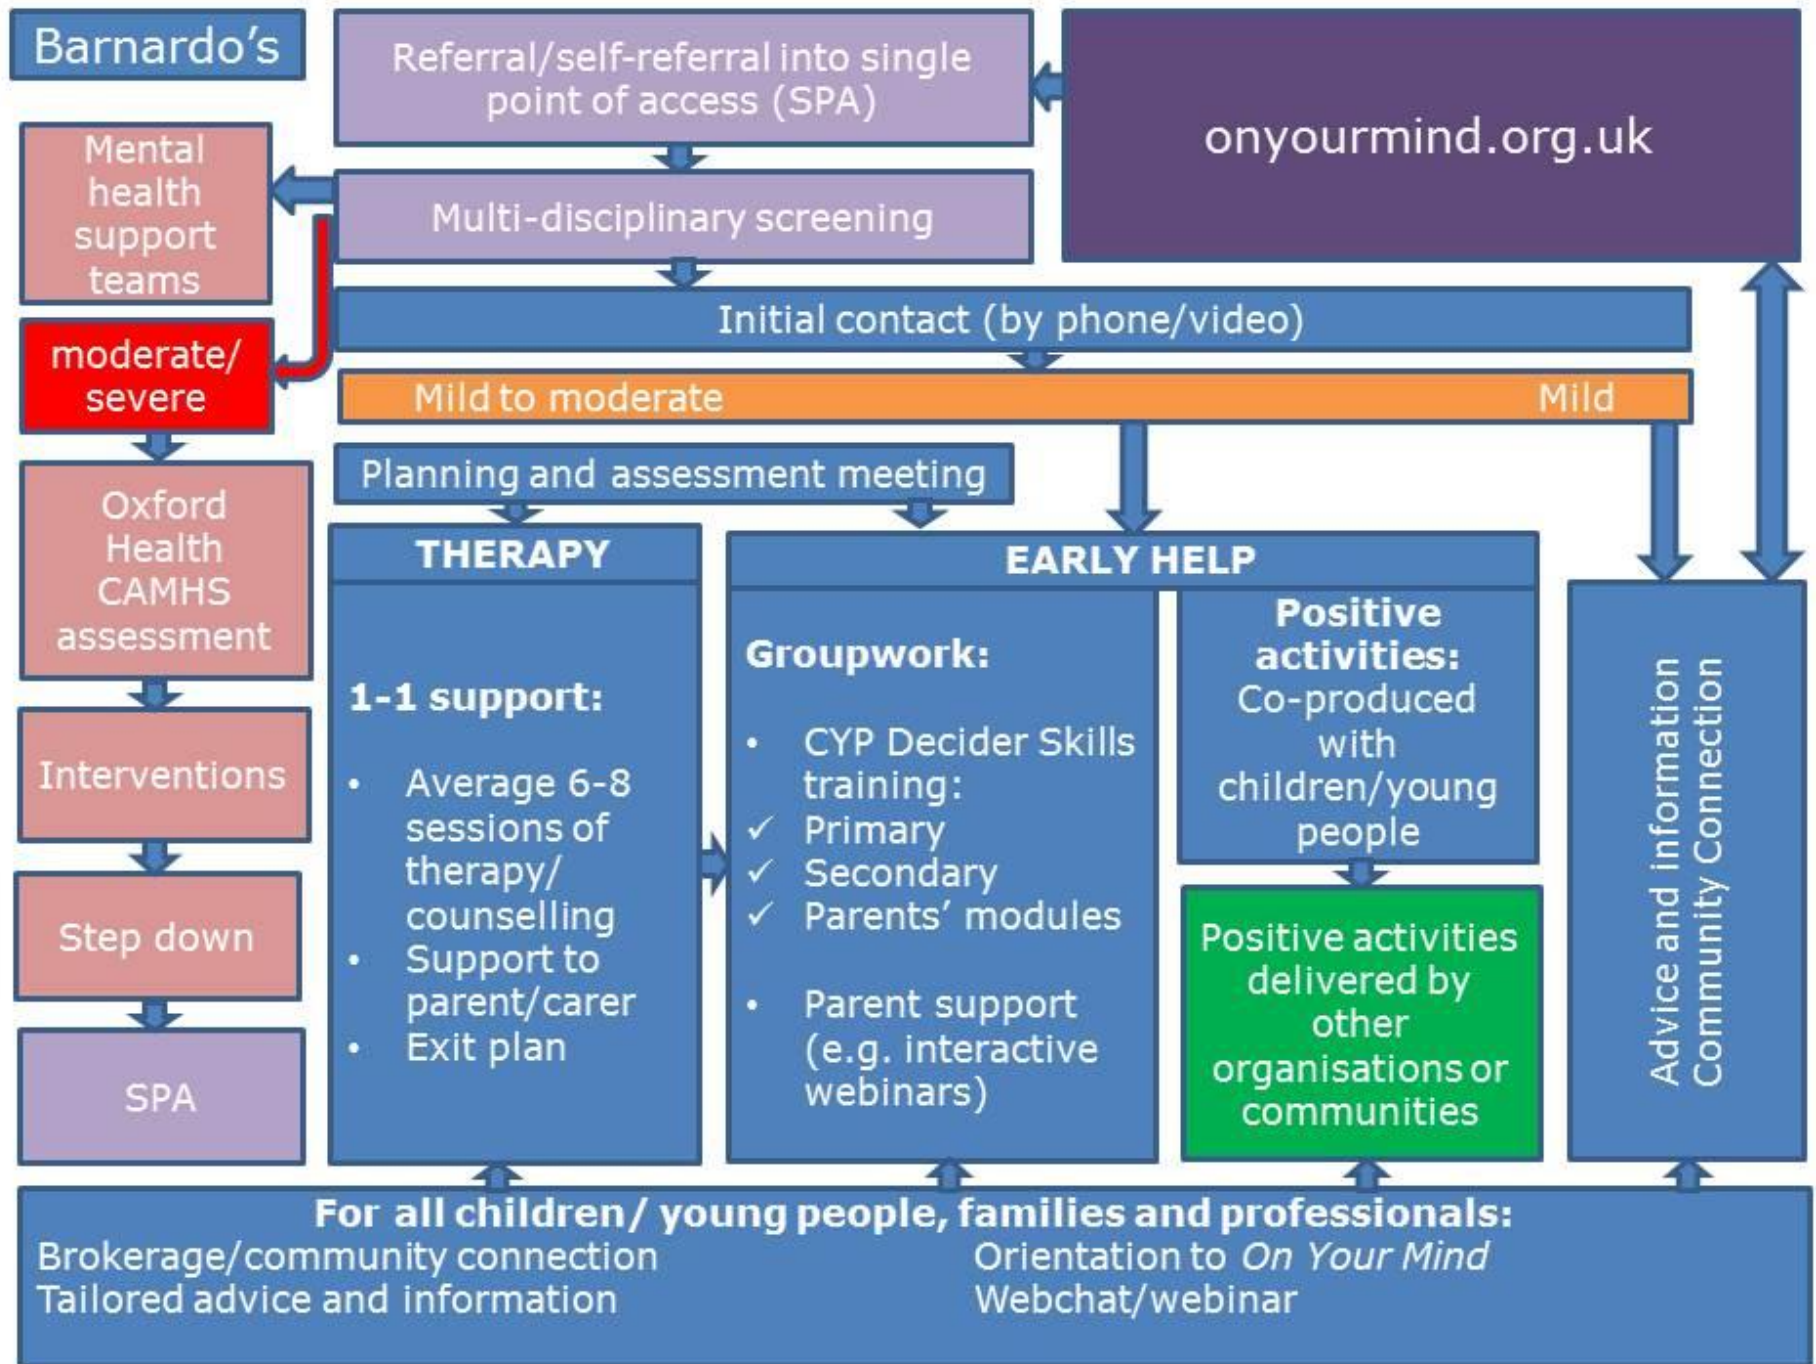 Barnardo's
Referral/self-referral into single
point of access (SPA)
onyourmind.org.uk
Mental
health
support
teams
Multi-disciplinary screening
Initial contact (by phone/video)
moderate/
severe
Mild to moderate
Mild
Planning and assessment meeting
Oxford
Health
CAMHS
assessment
Interventions
Step down
SPA
THERAPY
1-1 support:
• Average 6-8
sessions of
therapy/
counselling
• Support to
parent/carer
• Exit plan
EARLY HELP
Groupwork:
• CYP Decider Skills
training:
✓ Primary
✓ Secondary
✓ Parents' modules
• Parent support
(e.g. interactive
webinars)
Positive
activities:
Co-produced
with
children/young
people
Positive activities
delivered by
other
organisations or
communities
Advice and information
Community Connection
For all children/ young people, families and professionals:
Brokerage/community connection
Tailored advice and information
Orientation to On Your Mind
Webchat/webinar